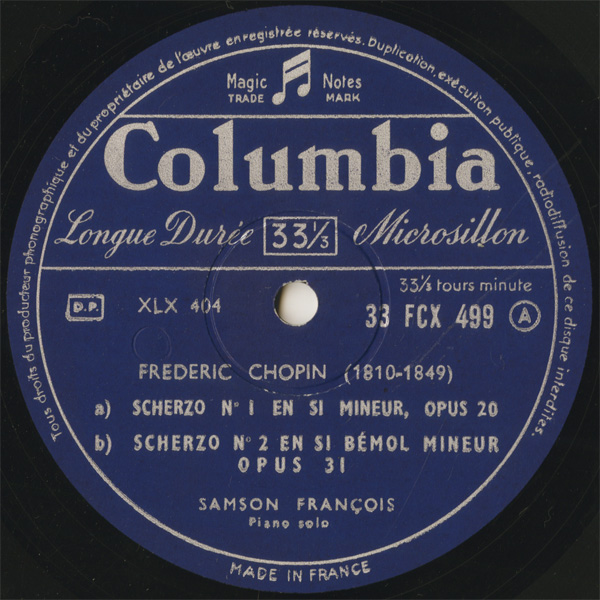 Tous droits du producteur phonographique et du propriétaire de l'œuvre enregistrée réservés. Duplication, exécution publique, radiodiffusion de ce disque interdites.
Magic Notes
TRADE MARK
Columbia
Longue Durée 33⅓ Microsillon
33⅓ tours minute
D.P. XLX 404 33 FCX 499 A
FREDERIC CHOPIN (1810-1849)
a) SCHERZO N° 1 EN SI MINEUR, OPUS 20
b) SCHERZO N° 2 EN SI BÉMOL MINEUR
OPUS 31
SAMSON FRANÇOIS
Piano solo
MADE IN FRANCE